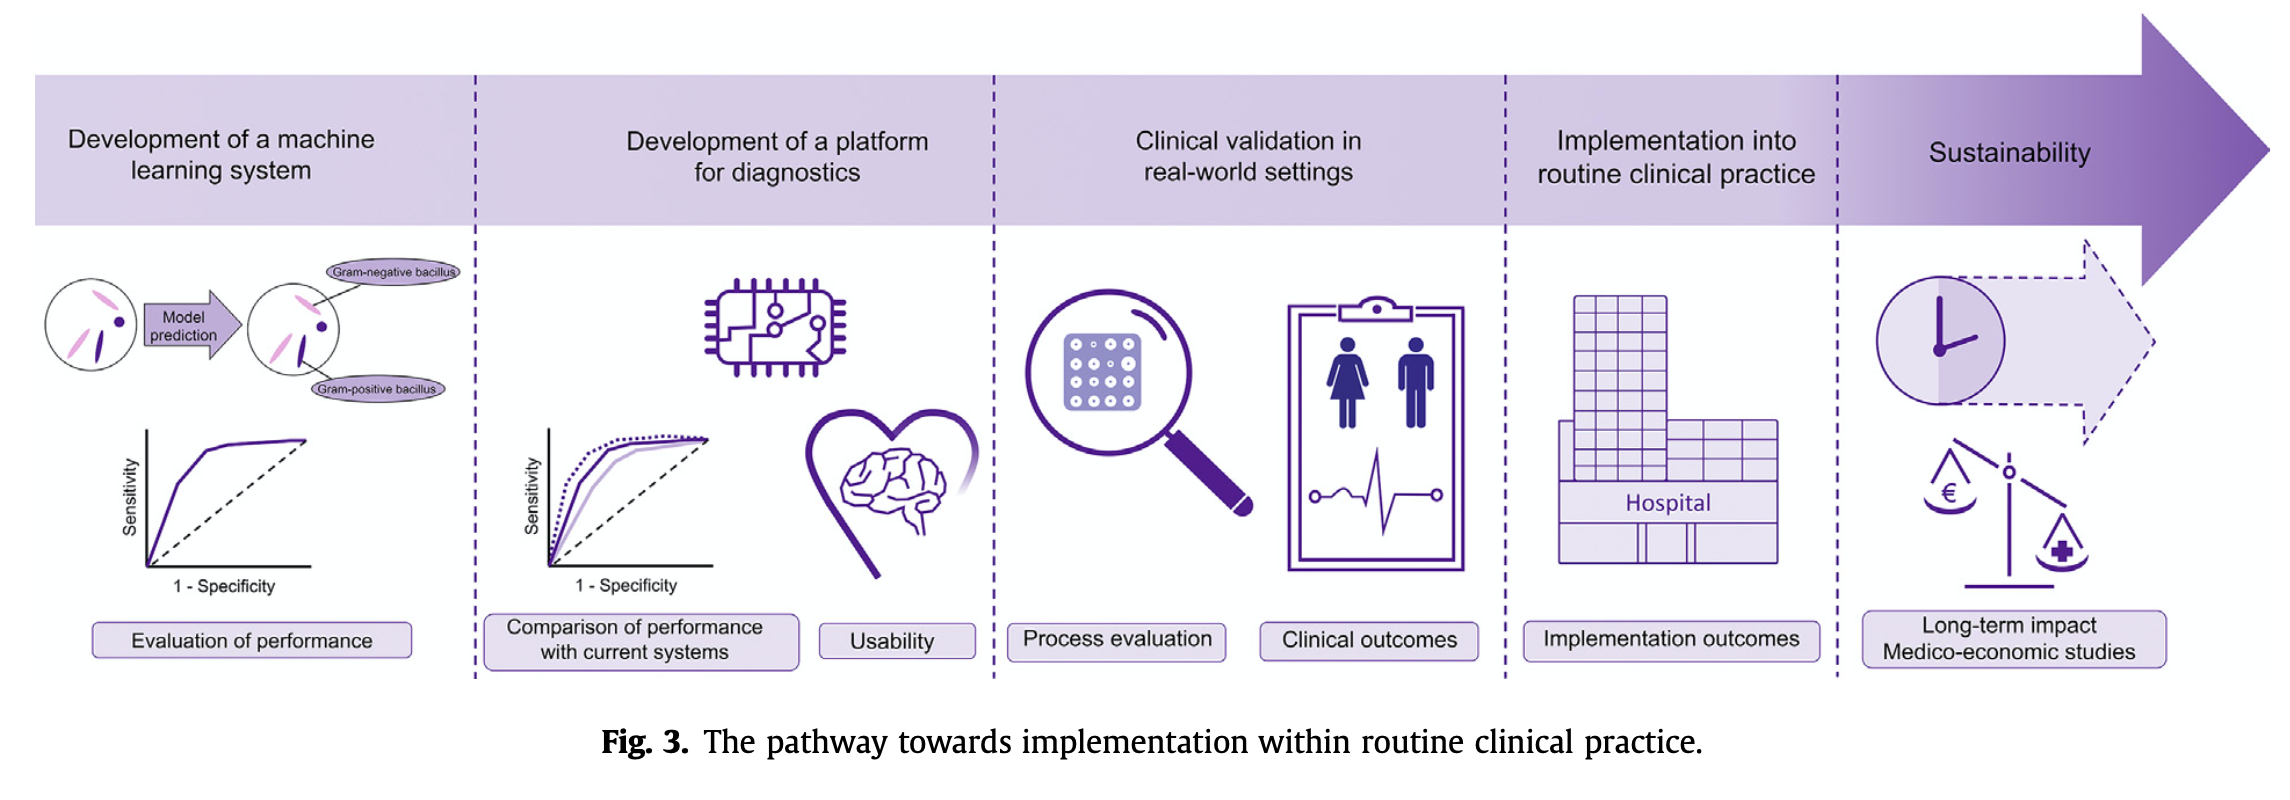 Development of a machine
learning system
Development of a platform
for diagnostics
Clinical validation in
real-world settings
Implementation into
routine clinical practice
Sustainability
Gram-negative bacillus
Model
prediction
Gram-positive bacillus
Sensitivity
1 - Specificity
Evaluation of performance
Sensitivity
1 - Specificity
Comparison of performance
with current systems
Usability
Process evaluation
Clinical outcomes
Hospital
Implementation outcomes
€
Long-term impact
Medico-economic studies
Fig. 3. The pathway towards implementation within routine clinical practice.